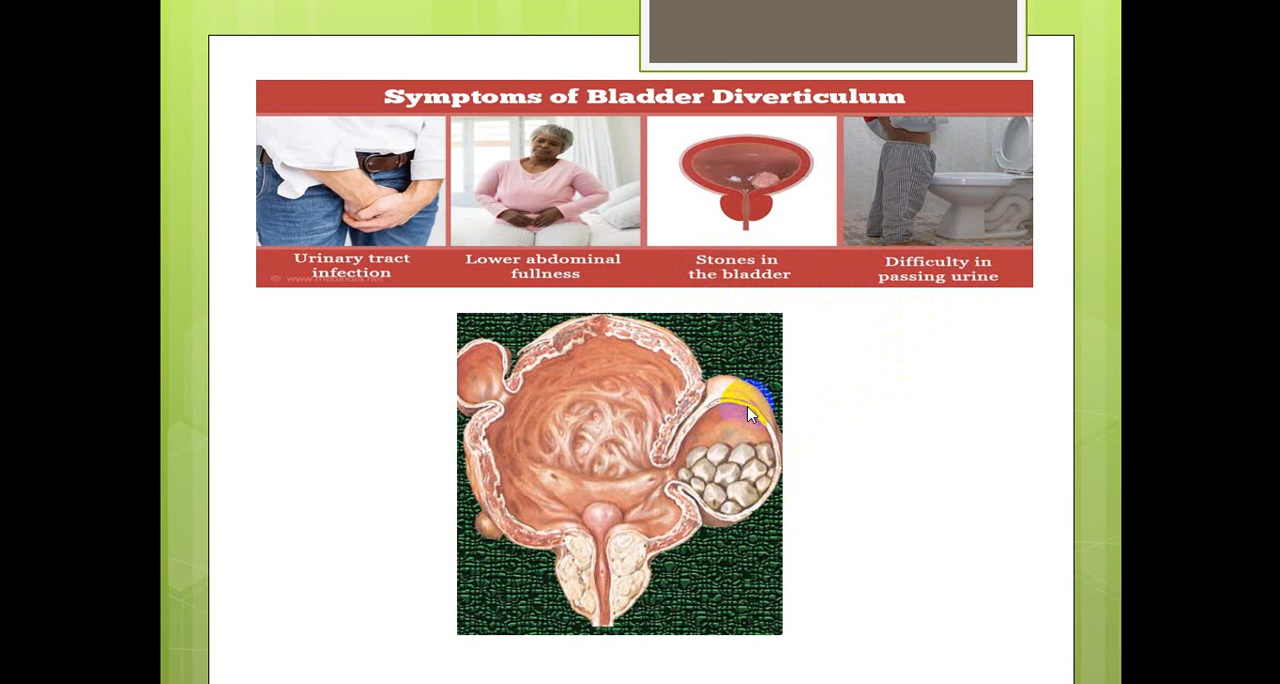 Symptoms of Bladder Diverticulum
Urinary tract
infection
Lower abdominal
fullness
Stones in
the bladder
Difficulty in
passing urine